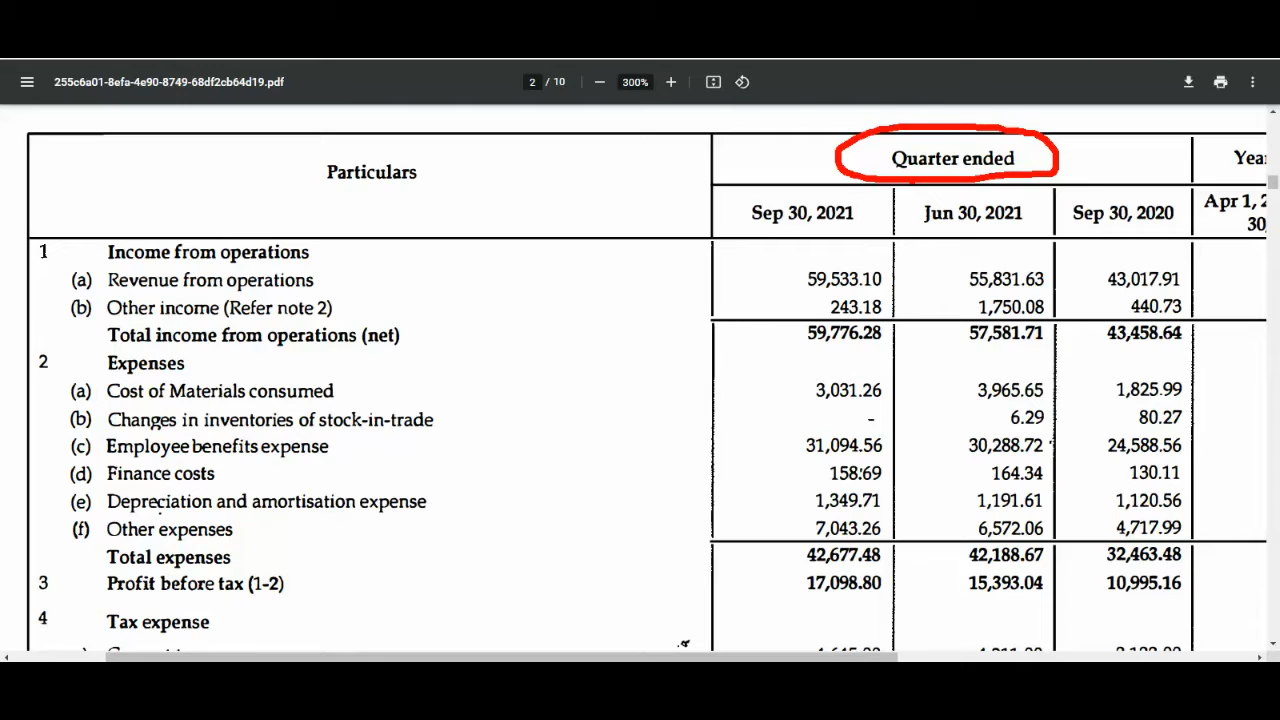 255c6a01-8efa-4e90-8749-68df2cb64d19.pdf 2 / 10 300%
Particulars Quarter ended
Sep 30, 2021 Jun 30, 2021 Sep 30, 2020 Apr 1,
1 Income from operations
(a) Revenue from operations 59,533.10 55,831.63 43,017.91
(b) Other income (Refer note 2) 243.18 1,750.08 440.73
Total income from operations (net) 59,776.28 57,581.71 43,458.64
2 Expenses
(a) Cost of Materials consumed 3,031.26 3,965.65 1,825.99
(b) Changes in inventories of stock-in-trade - 6.29 80.27
(c) Employee benefits expense 31,094.56 30,288.72 24,588.56
(d) Finance costs 158.69 164.34 130.11
(e) Depreciation and amortisation expense 1,349.71 1,191.61 1,120.56
(f) Other expenses 7,043.26 6,572.06 4,717.99
Total expenses 42,677.48 42,188.67 32,463.48
3 Profit before tax (1-2) 17,098.80 15,393.04 10,995.16
4 Tax expense